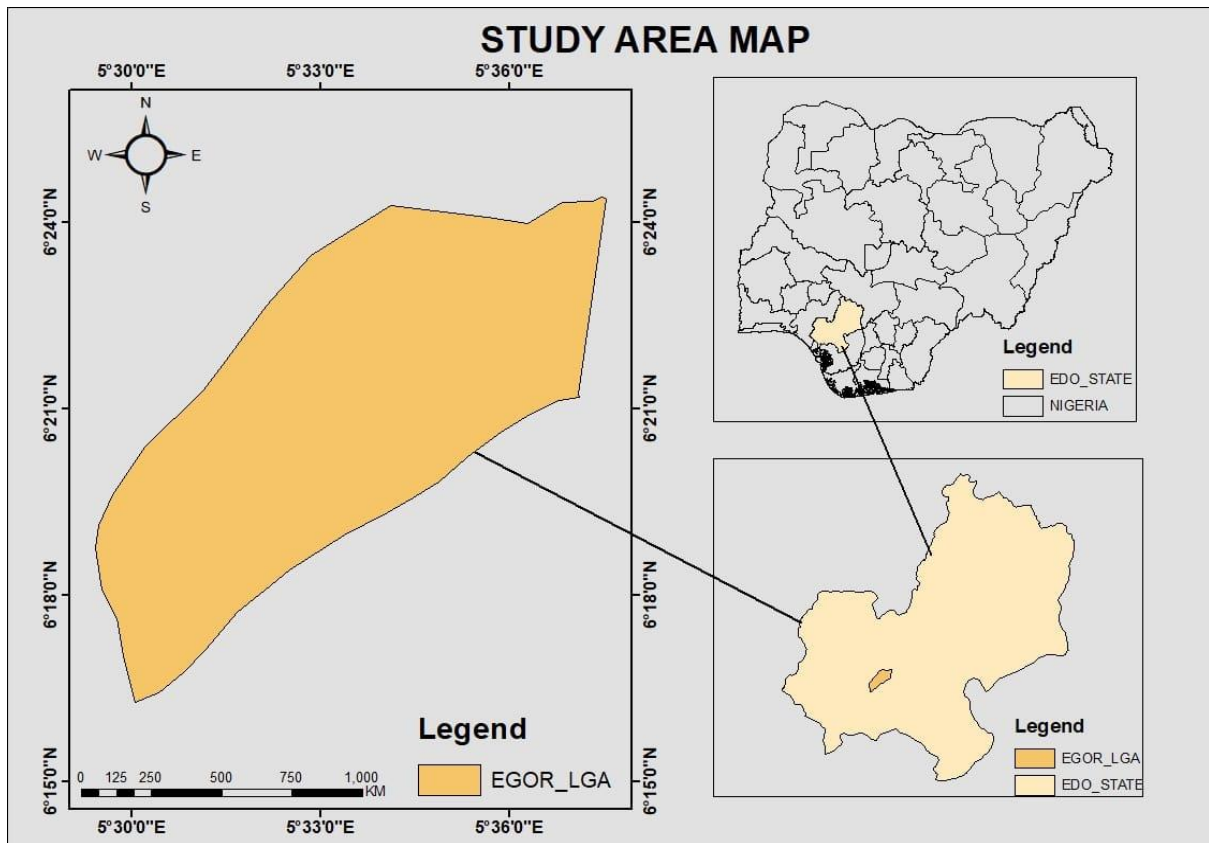 STUDY AREA MAP
5°30'0"E 5°33'0"E 5°36'0"E
N
W E
S
6°24'0"N
6°21'0"N
6°18'0"N
6°15'0"N
Legend
EGOR_LGA
0 125 250 500 750 1,000
KM
5°30'0"E 5°33'0"E 5°36'0"E
6°24'0"N
6°21'0"N
6°18'0"N
6°15'0"N
Legend
EDO_STATE
NIGERIA
Legend
EGOR_LGA
EDO_STATE